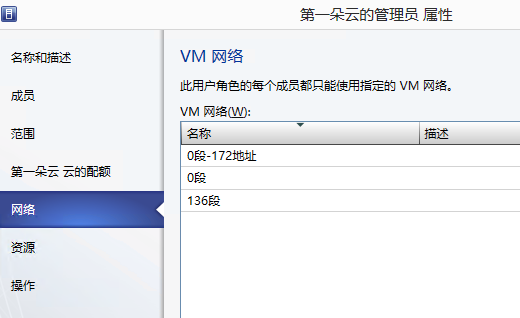 第一朵云的管理员 属性
名称和描述
成员
范围
第一朵云 云的配额
网络
资源
操作
VM 网络
此用户角色的每个成员都只能使用指定的 VM 网络。
VM 网络(W):
名称 描述
0段-172地址
0段
136段